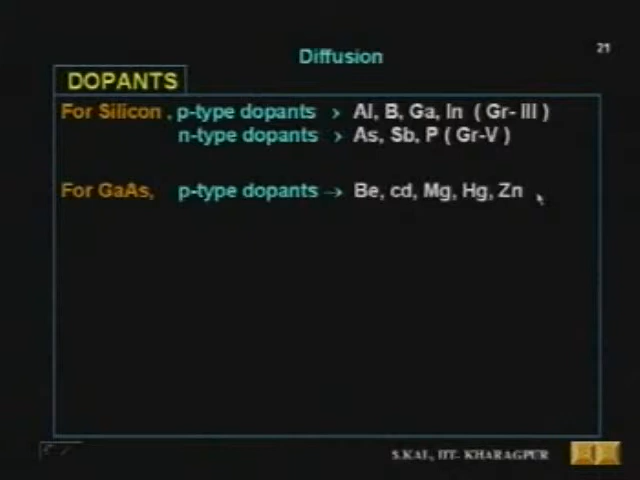 Diffusion
21
DOPANTS
For Silicon , p-type dopants > Al, B, Ga, In ( Gr- III )
n-type dopants > As, Sb, P ( Gr-V )
For GaAs, p-type dopants → Be, cd, Mg, Hg, Zn
S.KAL, IIT- KHARAGPUR